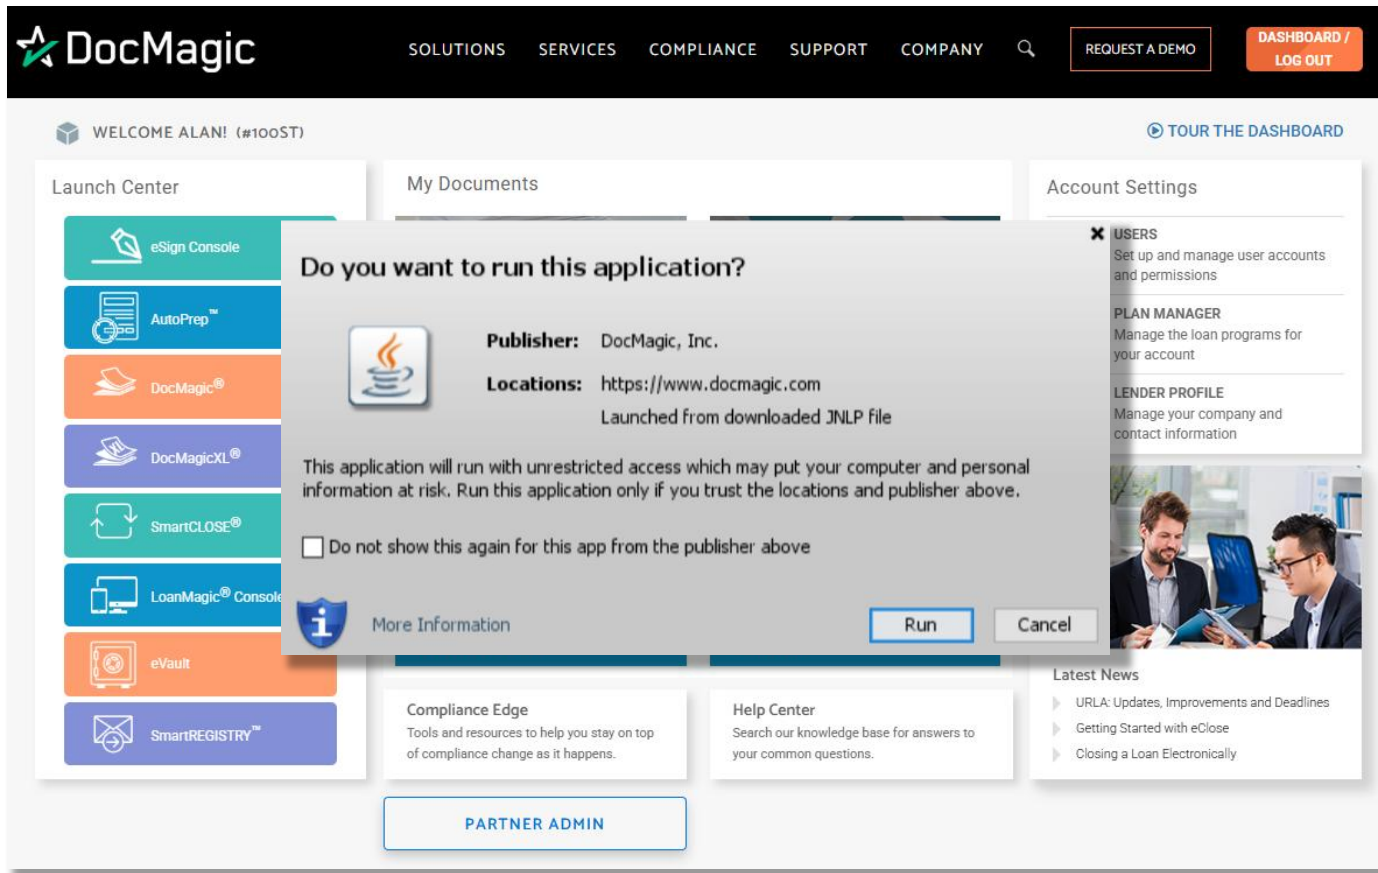 DocMagic
SOLUTIONS SERVICES COMPLIANCE SUPPORT COMPANY
REQUEST A DEMO
DASHBOARD /
LOG OUT
WELCOME ALAN! (#100ST)
TOUR THE DASHBOARD
Launch Center
eSign Console
AutoPrep™
DocMagic®
DocMagicXL®
SmartCLOSE®
LoanMagic® Console
eVault
SmartREGISTRY™
My Documents
Do you want to run this application?
Publisher: DocMagic, Inc.
Locations: https://www.docmagic.com
Launched from downloaded JNLP file
This application will run with unrestricted access which may put your computer and personal
information at risk. Run this application only if you trust the locations and publisher above.
Do not show this again for this app from the publisher above
More Information
Run
Cancel
Compliance Edge
Tools and resources to help you stay on top
of compliance change as it happens.
Help Center
Search our knowledge base for answers to
your common questions.
PARTNER ADMIN
Account Settings
USERS
Set up and manage user accounts
and permissions
PLAN MANAGER
Manage the loan programs for
your account
LENDER PROFILE
Manage your company and
contact information
Latest News
URLA: Updates, Improvements and Deadlines
Getting Started with eClose
Closing a Loan Electronically